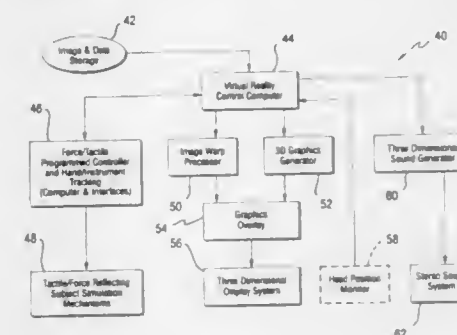 42
Image & Data
Storage
44
40
Virtual Reality
Control Computer
46
Force/Tactile
Programmed Controller
and Hand/Instrument
Tracking
(Computer & Interfaces)
Image Warp
Processor
3D Graphics
Generator
Three Dimensional
Sound Generator
50
52
60
54
Graphics
Overlay
48
56
58
Tactile/Force Reflecting
Subject Simulation
Mechanisms
Three Dimensional
Display System
Head Position
Monitor
Stereo Sound
System
62